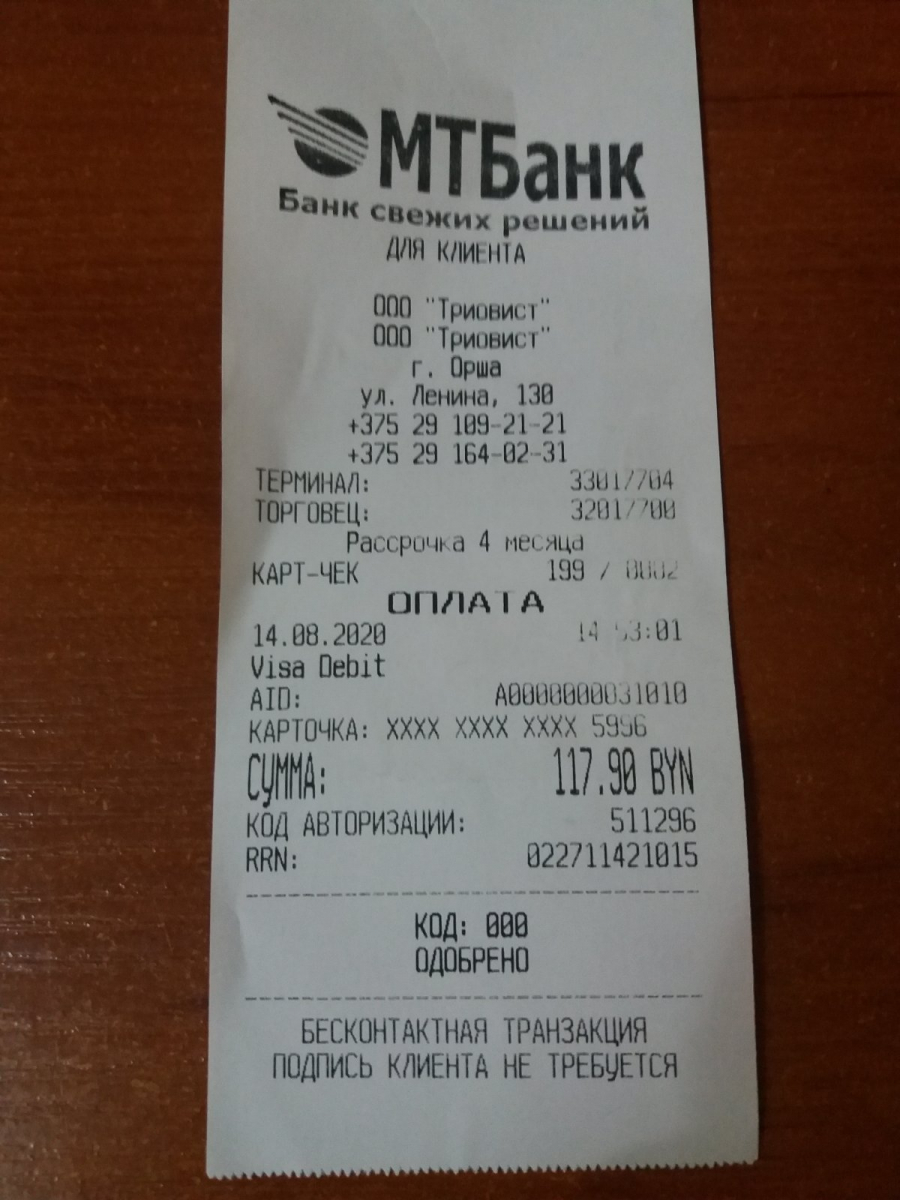 МТБанк
Банк свежих решений
ДЛЯ КЛИЕНТА
ООО "Триовист"
ООО "Триовист"
г. Орша
ул. Ленина, 130
+375 29 109-21-21
+375 29 164-02-31
ТЕРМИНАЛ: 33017704
ТОРГОВЕЦ: 32017700
Рассрочка 4 месяца
КАРТ-ЧЕК 199 / 0002
ОПЛАТА
14.08.2020 14:53:01
Visa Debit
AID: A0000000031010
КАРТОЧКА: XXXX XXXX XXXX 5996
СУММА: 117.90 BYN
КОД АВТОРИЗАЦИИ: 511296
RRN: 022711421015
КОД: 000
ОДОБРЕНО
БЕСКОНТАКТНАЯ ТРАНЗАКЦИЯ
ПОДПИСЬ КЛИЕНТА НЕ ТРЕБУЕТСЯ